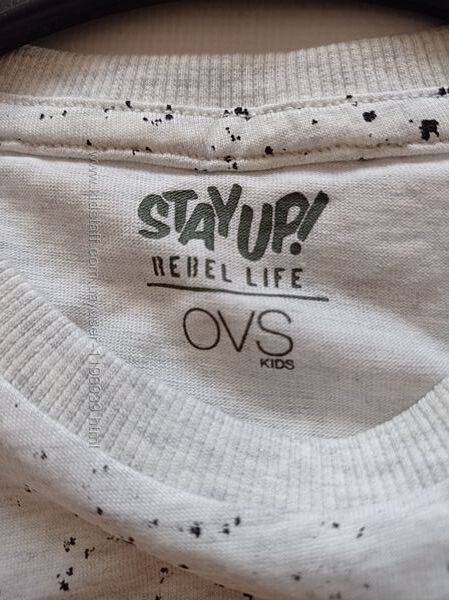 STAY UP!
REBEL LIFE
OVS
KIDS